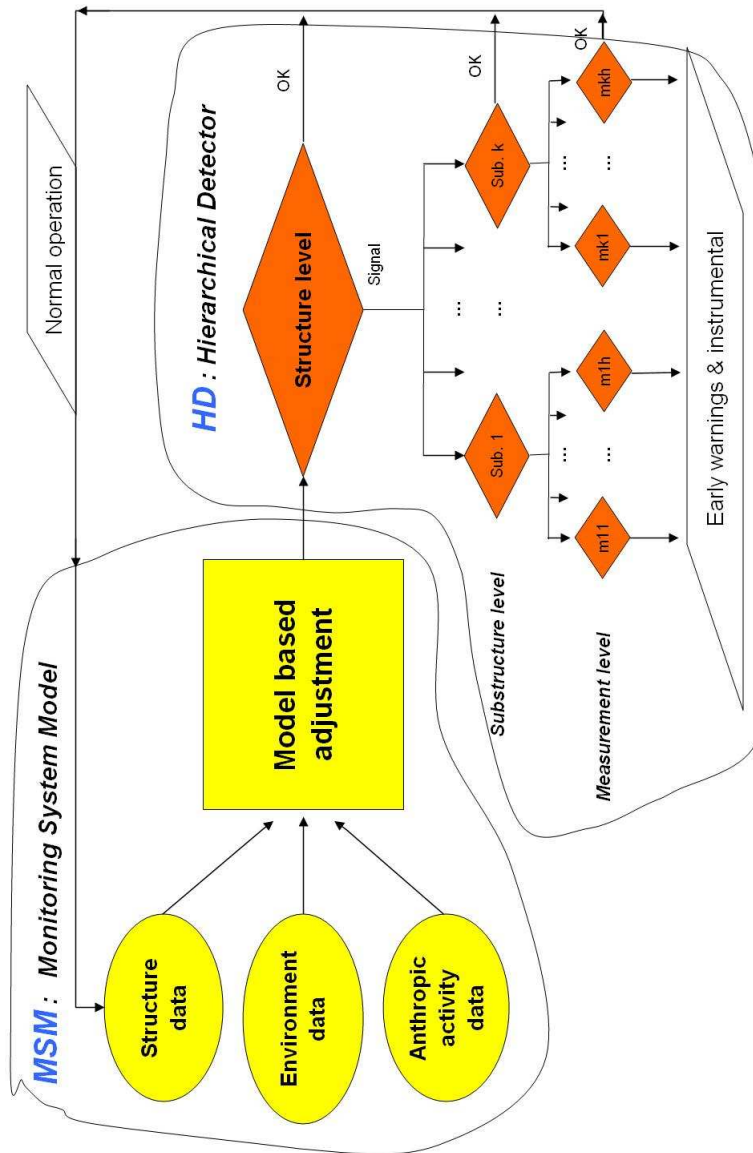 MSM : Monitoring System Model
Structure
data
Environment
data
Anthropic
activity
data
Model based
adjustment
Normal operation
HD : Hierarchical Detector
Structure level
OK
Signal
Substructure level
Sub. 1
...
...
Sub. k
OK
Measurement level
m11
...
...
m1h
mk1
...
...
mkh
OK
Early warnings & instrumental